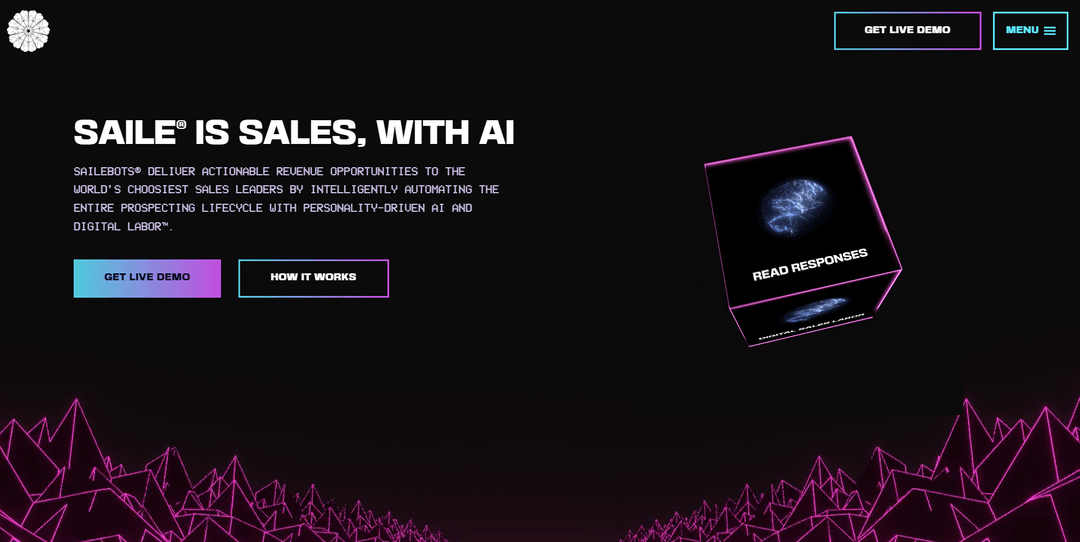 GET LIVE DEMO
MENU
SAILE® IS SALES, WITH AI
SAILEBOTS® DELIVER ACTIONABLE REVENUE OPPORTUNITIES TO THE
WORLD'S CHOOSIEST SALES LEADERS BY INTELLIGENTLY AUTOMATING THE
ENTIRE PROSPECTING LIFECYCLE WITH PERSONALITY-DRIVEN AI AND
DIGITAL LABOR™.
GET LIVE DEMO
HOW IT WORKS
READ RESPONSES
DIGITAL SALES LABOR